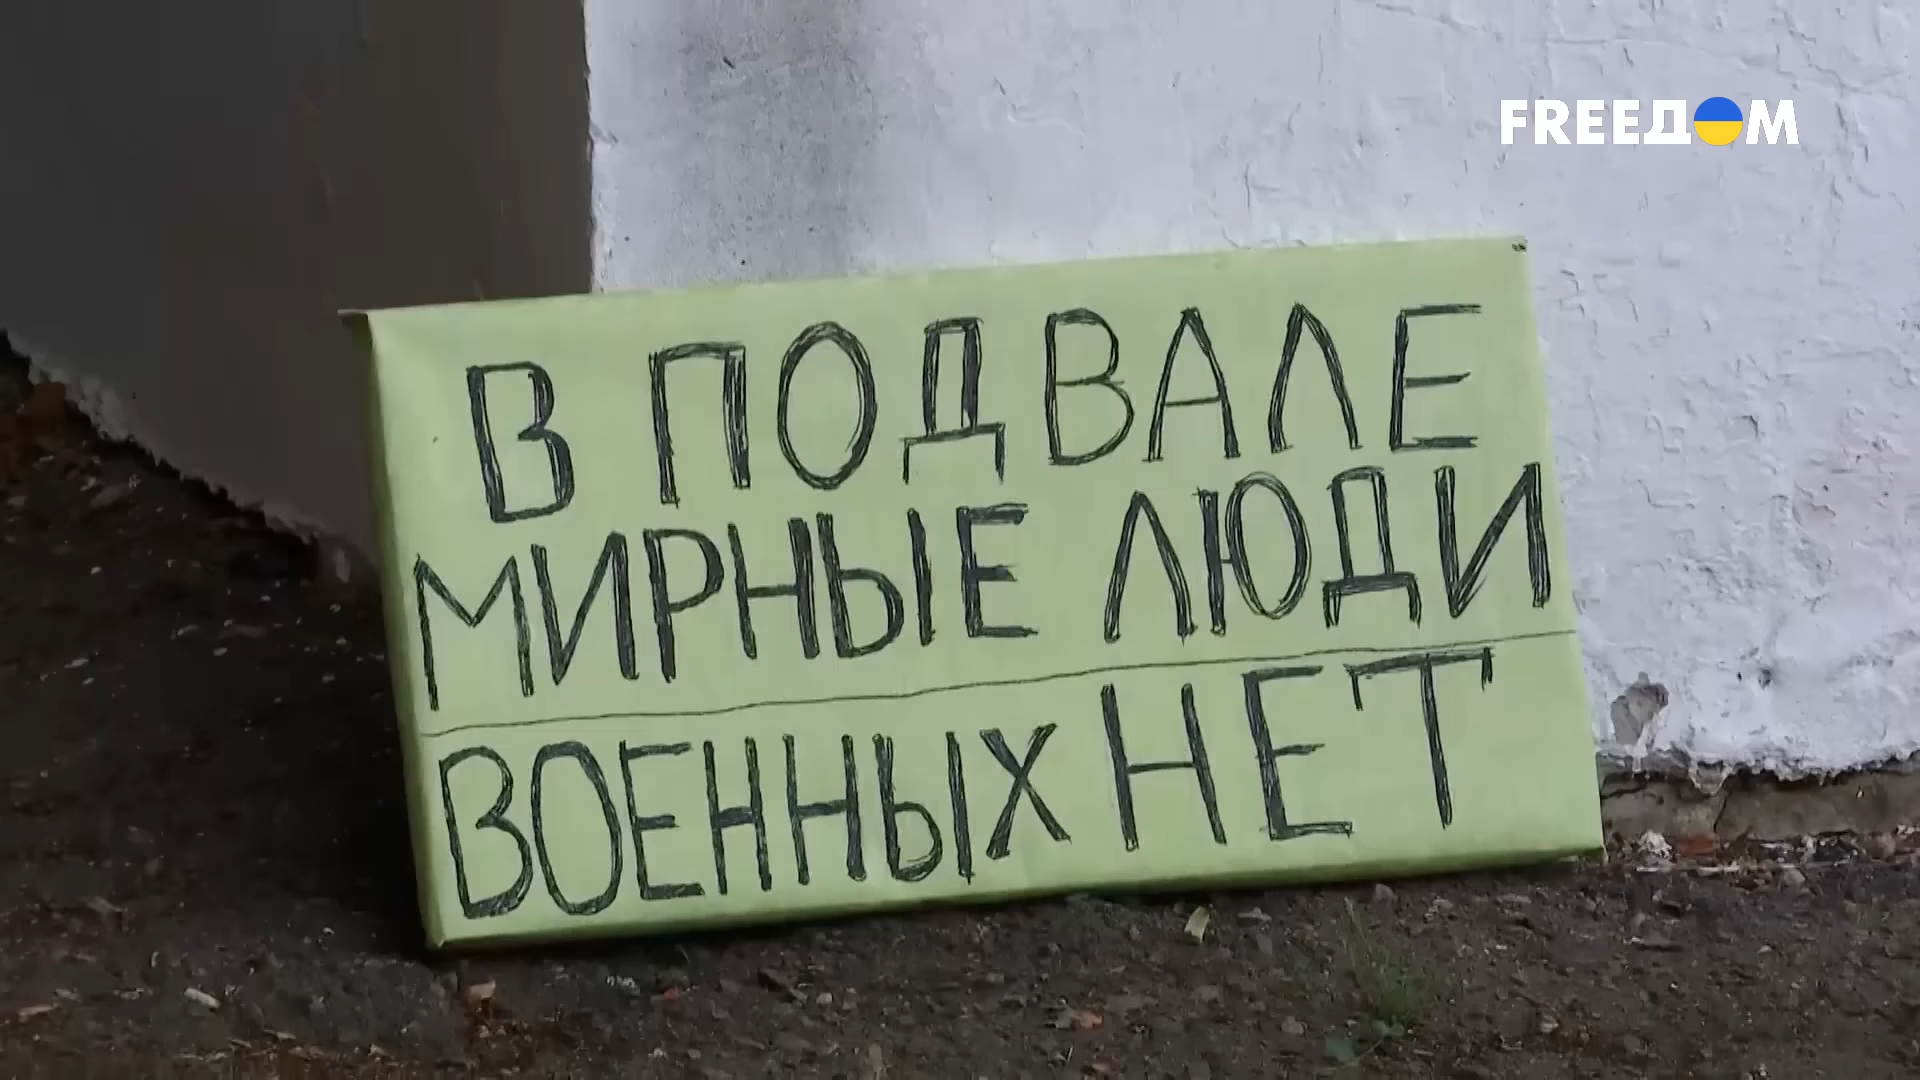 FREEДОМ
В ПОДВАЛЕ
МИРНЫЕ ЛЮДИ
ВОЕННЫХ НЕТ